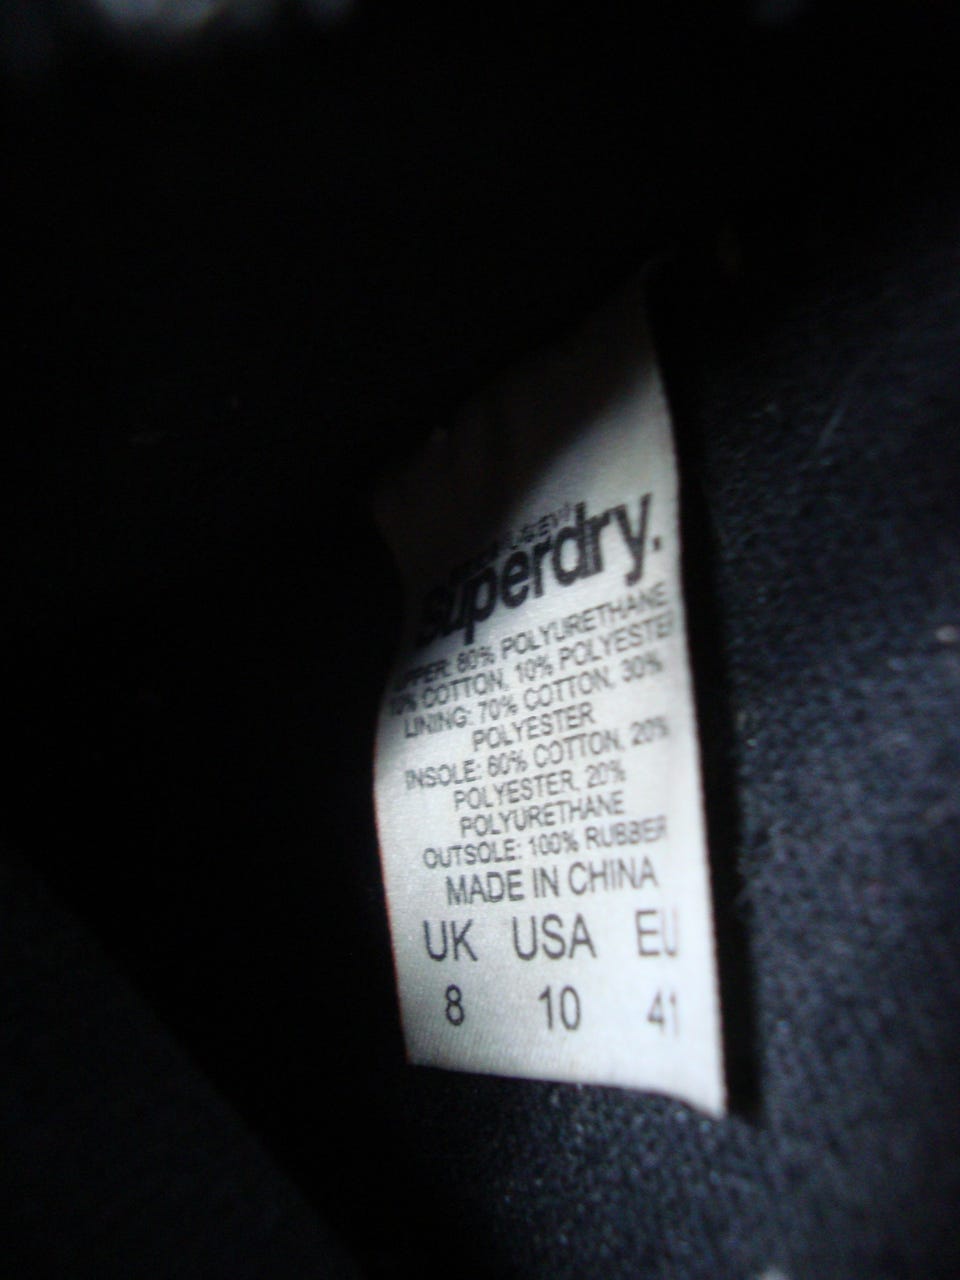 superdry.
UPPER: 80% POLYURETHANE
10% COTTON, 10% POLYESTER
LINING: 70% COTTON, 30%
POLYESTER
INSOLE: 60% COTTON, 20%
POLYESTER, 20%
POLYURETHANE
OUTSOLE: 100% RUBBER
MADE IN CHINA
UK USA EU
8 10 41